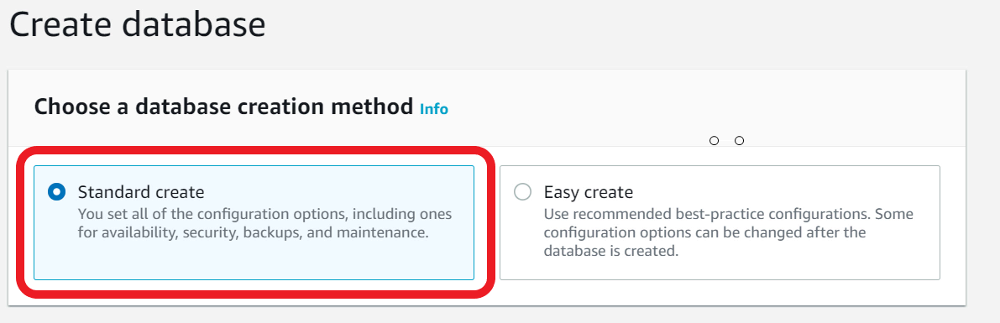 Create database
Choose a database creation method Info
Standard create
You set all of the configuration options, including ones
for availability, security, backups, and maintenance.
Easy create
Use recommended best-practice configurations. Some
configuration options can be changed after the
database is created.